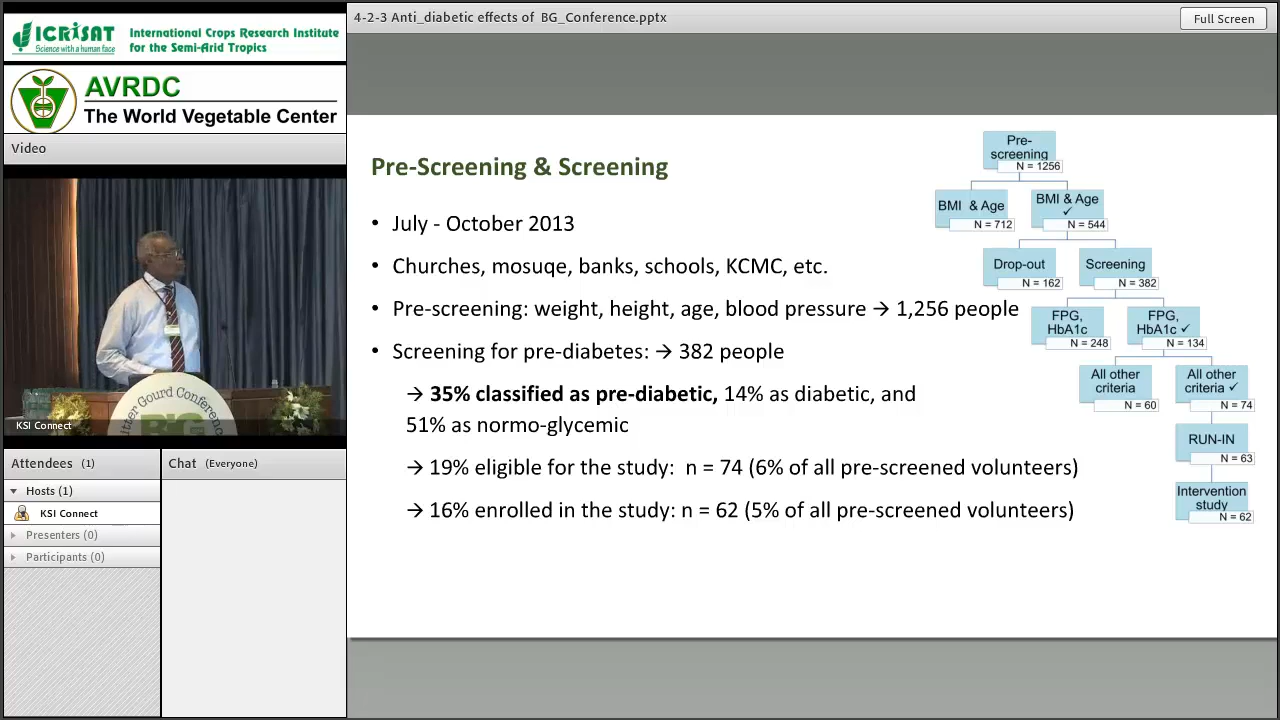 ICRISAT
Science with a human face
International Crops Research Institute
for the Semi-Arid Tropics
AVRDC
The World Vegetable Center
Video
KSI Connect
Bitter Gourd Conference
BG
Attendees (1)
Hosts (1)
KSI Connect
Presenters (0)
Participants (0)
Chat (Everyone)
4-2-3 Anti_diabetic effects of BG_Conference.pptx
Full Screen
Pre-Screening & Screening
• July - October 2013
• Churches, mosuqe, banks, schools, KCMC, etc.
• Pre-screening: weight, height, age, blood pressure → 1,256 people
• Screening for pre-diabetes: → 382 people
→ 35% classified as pre-diabetic, 14% as diabetic, and
51% as normo-glycemic
→ 19% eligible for the study: n = 74 (6% of all pre-screened volunteers)
→ 16% enrolled in the study: n = 62 (5% of all pre-screened volunteers)
Pre-
screening
N = 1256
BMI & Age
N = 712
BMI & Age
✓
N = 544
Drop-out
N = 162
Screening
N = 382
FPG,
HbA1c
N = 248
FPG,
HbA1c ✓
N = 134
All other
criteria
N = 60
All other
criteria ✓
N = 74
RUN-IN
N = 63
Intervention
study
N = 62